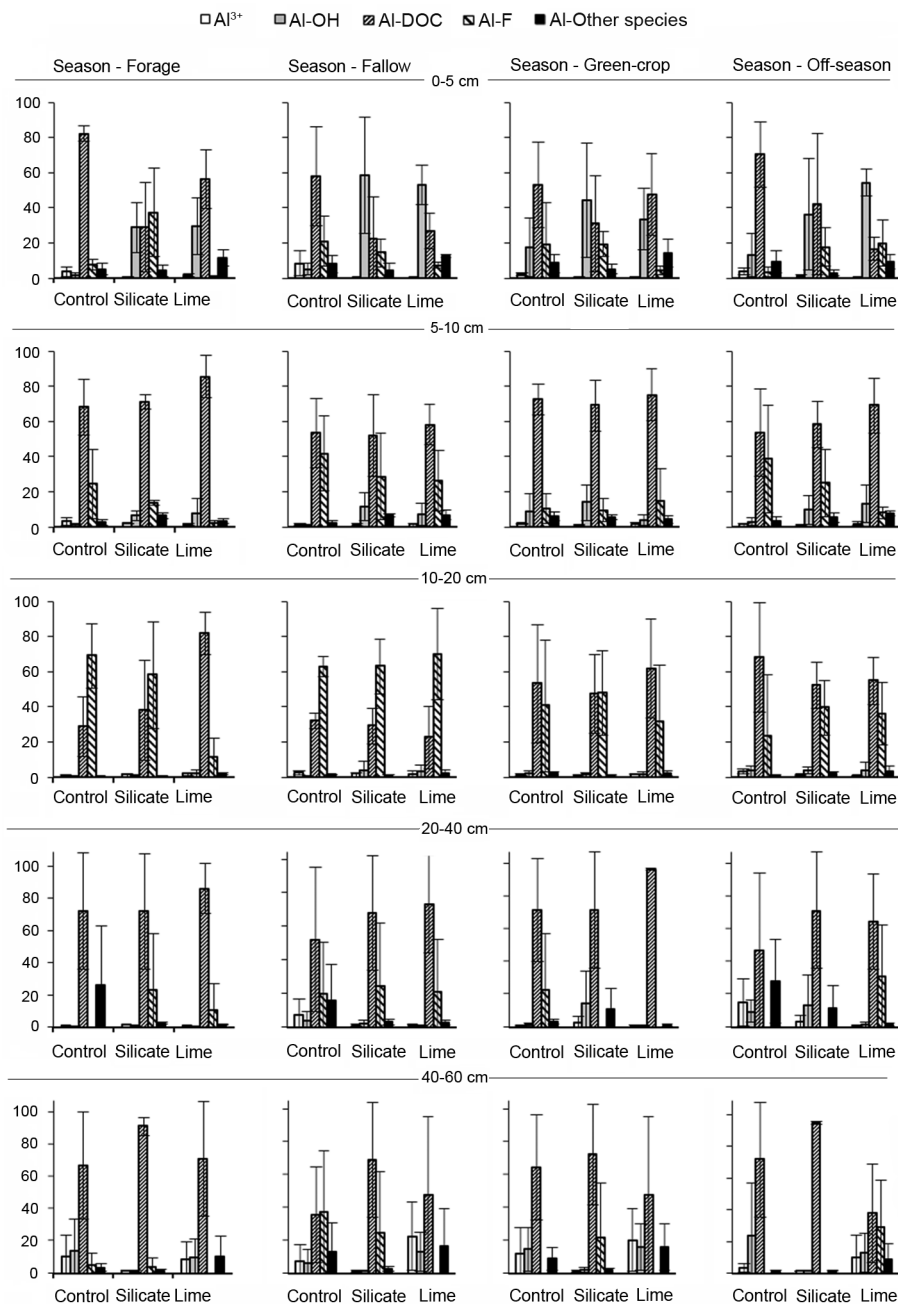 Al³⁺ Al-OH Al-DOC Al-F Al-Other species
Season - Forage Season - Fallow Season - Green-crop Season - Off-season
0-5 cm
100
80
60
40
20
0
Control Silicate Lime Control Silicate Lime Control Silicate Lime Control Silicate Lime
5-10 cm
100
80
60
40
20
0
Control Silicate Lime Control Silicate Lime Control Silicate Lime Control Silicate Lime
10-20 cm
100
80
60
40
20
0
Control Silicate Lime Control Silicate Lime Control Silicate Lime Control Silicate Lime
20-40 cm
100
80
60
40
20
0
Control Silicate Lime Control Silicate Lime Control Silicate Lime Control Silicate Lime
40-60 cm
100
80
60
40
20
0
Control Silicate Lime Control Silicate Lime Control Silicate Lime Control Silicate Lime